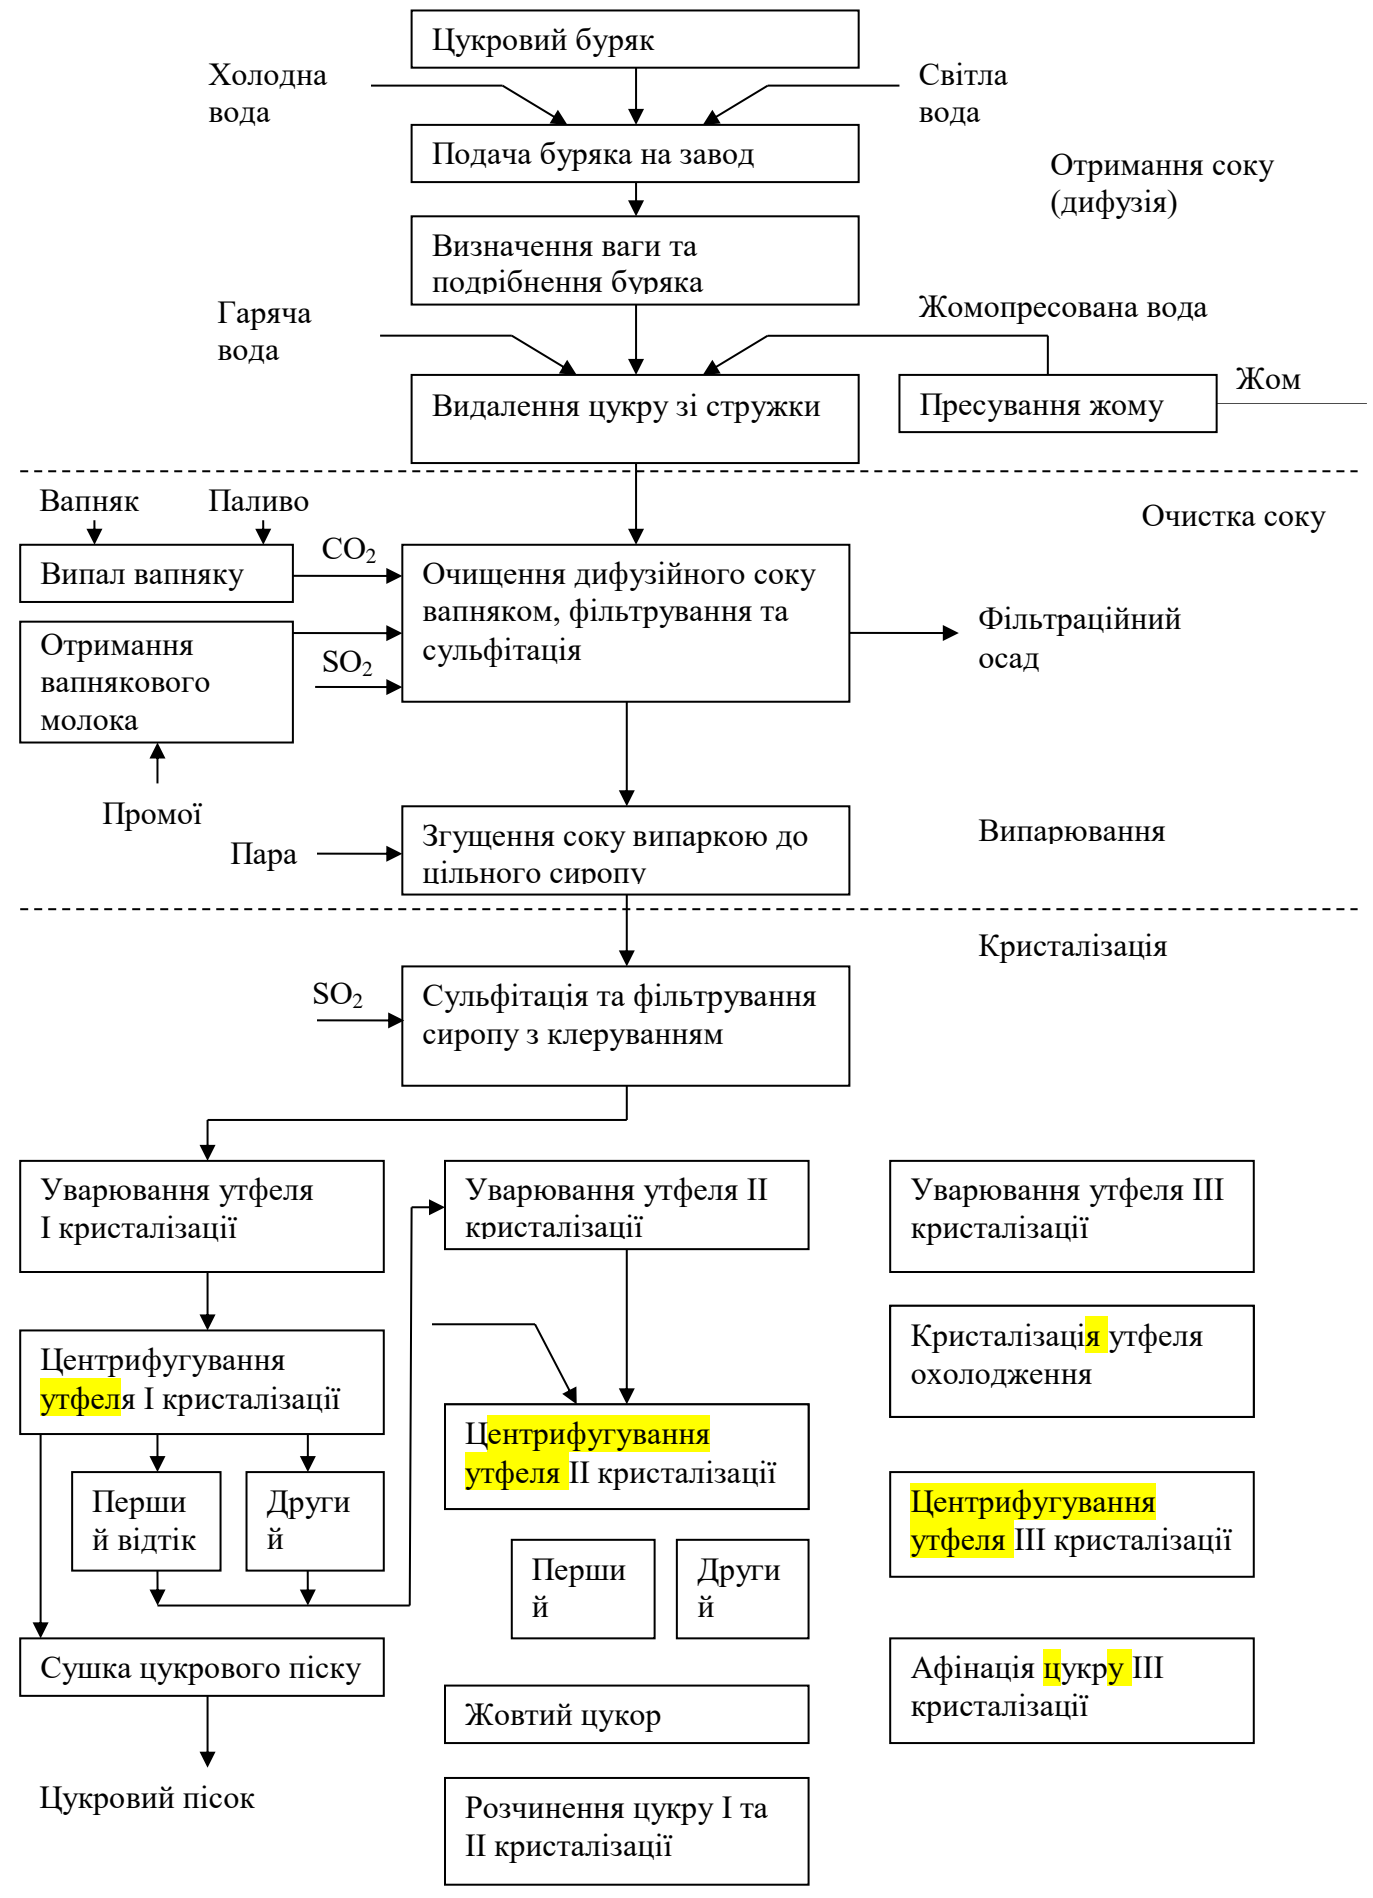 Цукровий буряк
Холодна
вода
Світла
вода
Подача буряка на завод
Отримання соку
(дифузія)
Визначення ваги та
подрібнення буряка
Гаряча
вода
Жомопресована вода
Видалення цукру зі стружки
Пресування жому
Жом
Вапняк
Паливо
Очистка соку
Випал вапняку
CO₂
Очищення дифузійного соку
вапняком, фільтрування та
сульфітація
Отримання
вапнякового
молока
SO₂
Фільтраційний
осад
Промої
Пара
Згущення соку випаркою до
цільного сиропу
Випарювання
Кристалізація
SO₂
Сульфітація та фільтрування
сиропу з клеруванням
Уварювання утфеля
I кристалізації
Уварювання утфеля II
кристалізації
Уварювання утфеля III
кристалізації
Центрифугування
утфеля I кристалізації
Кристалізація утфеля
охолодження
Центрифугування
утфеля II кристалізації
Перши
й відтік
Други
й
Центрифугування
утфеля III кристалізації
Перши
й
Други
й
Сушка цукрового піску
Афінація цукру III
кристалізації
Жовтий цукор
Цукровий пісок
Розчинення цукру I та
II кристалізації